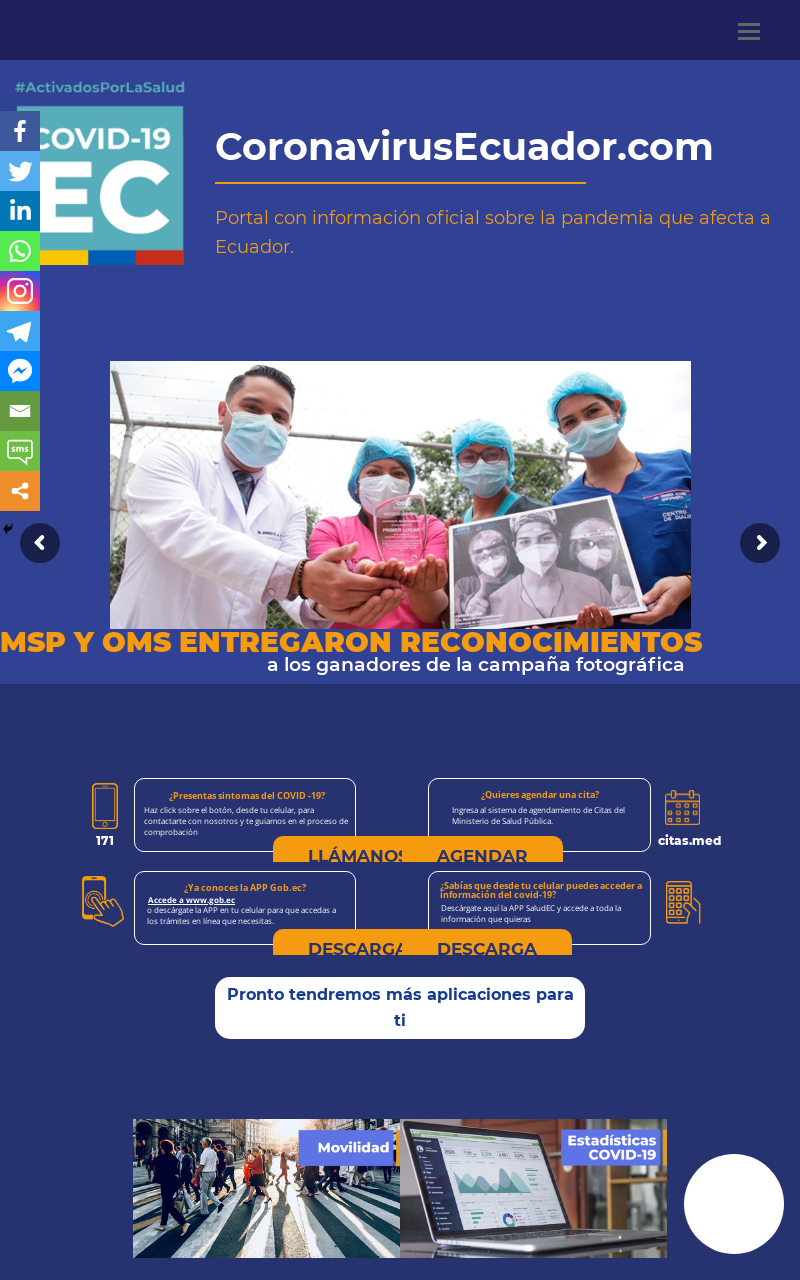 #ActivadosPorLaSalud
COVID-19
EC
CoronavirusEcuador.com
Portal con información oficial sobre la pandemia que afecta a
Ecuador.
sms
PRIMER LUGAR
CENTRO
MSP Y OMS ENTREGARON RECONOCIMIENTOS
a los ganadores de la campaña fotográfica
¿Presentas sintomas del COVID -19?
Haz click sobre el botón, desde tu celular, para
contactarte con nosotros y te guiamos en el proceso de
comprobación
171
LLÁMANOS
¿Quieres agendar una cita?
Ingresa al sistema de agendamiento de Citas del
Ministerio de Salud Pública.
citas.med
AGENDAR
¿Ya conoces la APP Gob.ec?
Accede a www.gob.ec
o descárgate la APP en tu celular para que accedas a
los trámites en línea que necesitas.
DESCARGA
¿Sabías que desde tu celular puedes acceder a
información del covid-19?
Descárgate aquí la APP SaludEC y accede a toda la
información que quieras
DESCARGA
Pronto tendremos más aplicaciones para
ti
Movilidad
Estadísticas
COVID-19